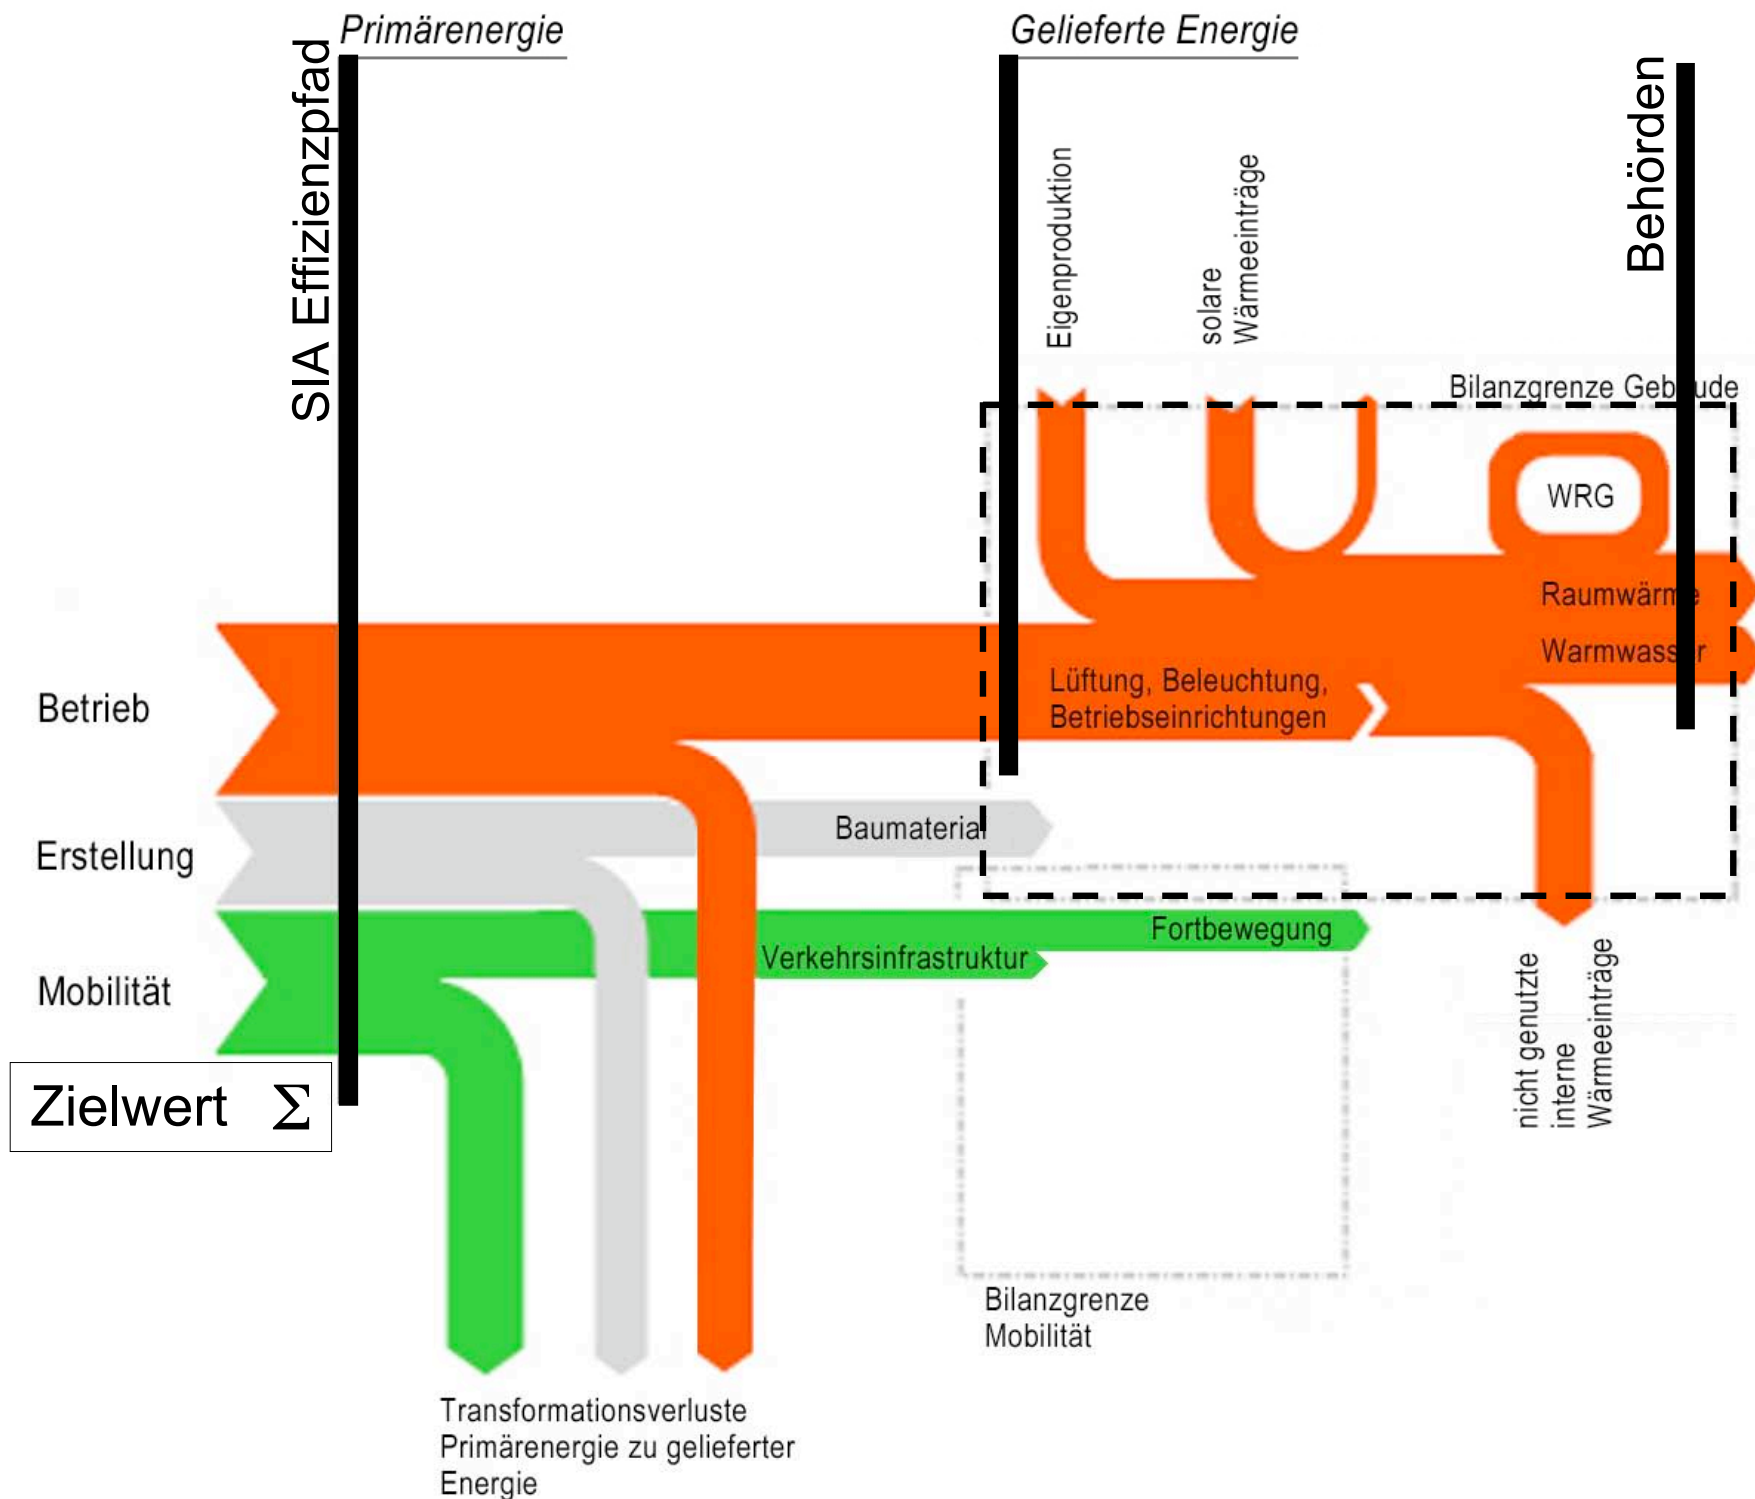 Primärenergie
Gelieferte Energie
SIA Effizienzpfad
Behörden
Eigenproduktion
solare
Wärmeeinträge
Bilanzgrenze Gebäude
WRG
Raumwärme
Warmwasser
Lüftung, Beleuchtung,
Betriebseinrichtungen
Betrieb
Baumaterial
Erstellung
Fortbewegung
Verkehrsinfrastruktur
Mobilität
nicht genutzte
interne
Wärmeeinträge
Zielwert Σ
Bilanzgrenze
Mobilität
Transformationsverluste
Primärenergie zu gelieferter
Energie